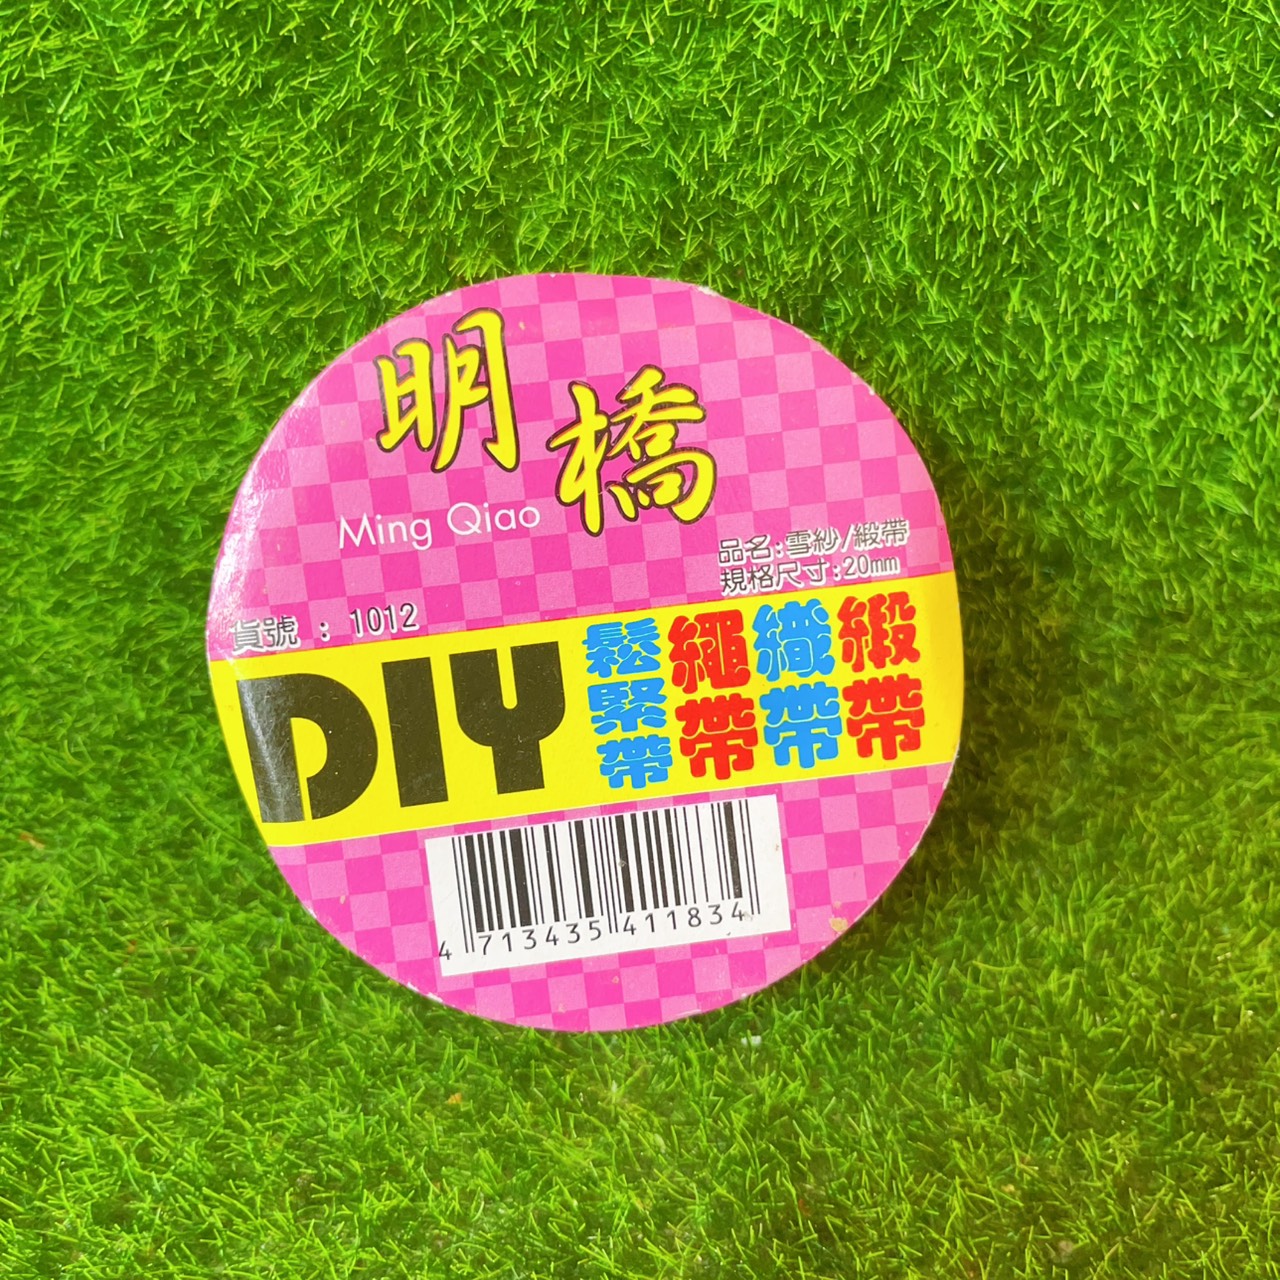 明橋
Ming Qiao
品名:雪紗/緞帶
規格尺寸:20mm
貨號 : 1012
DIY
鬆緊帶
繩帶
織帶
緞帶
4 713435 411834